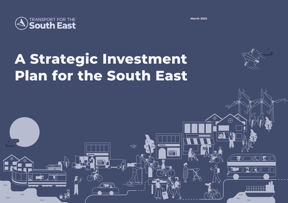 TRANSPORT FOR THE
South East
March 2023
A Strategic Investment
Plan for the South East